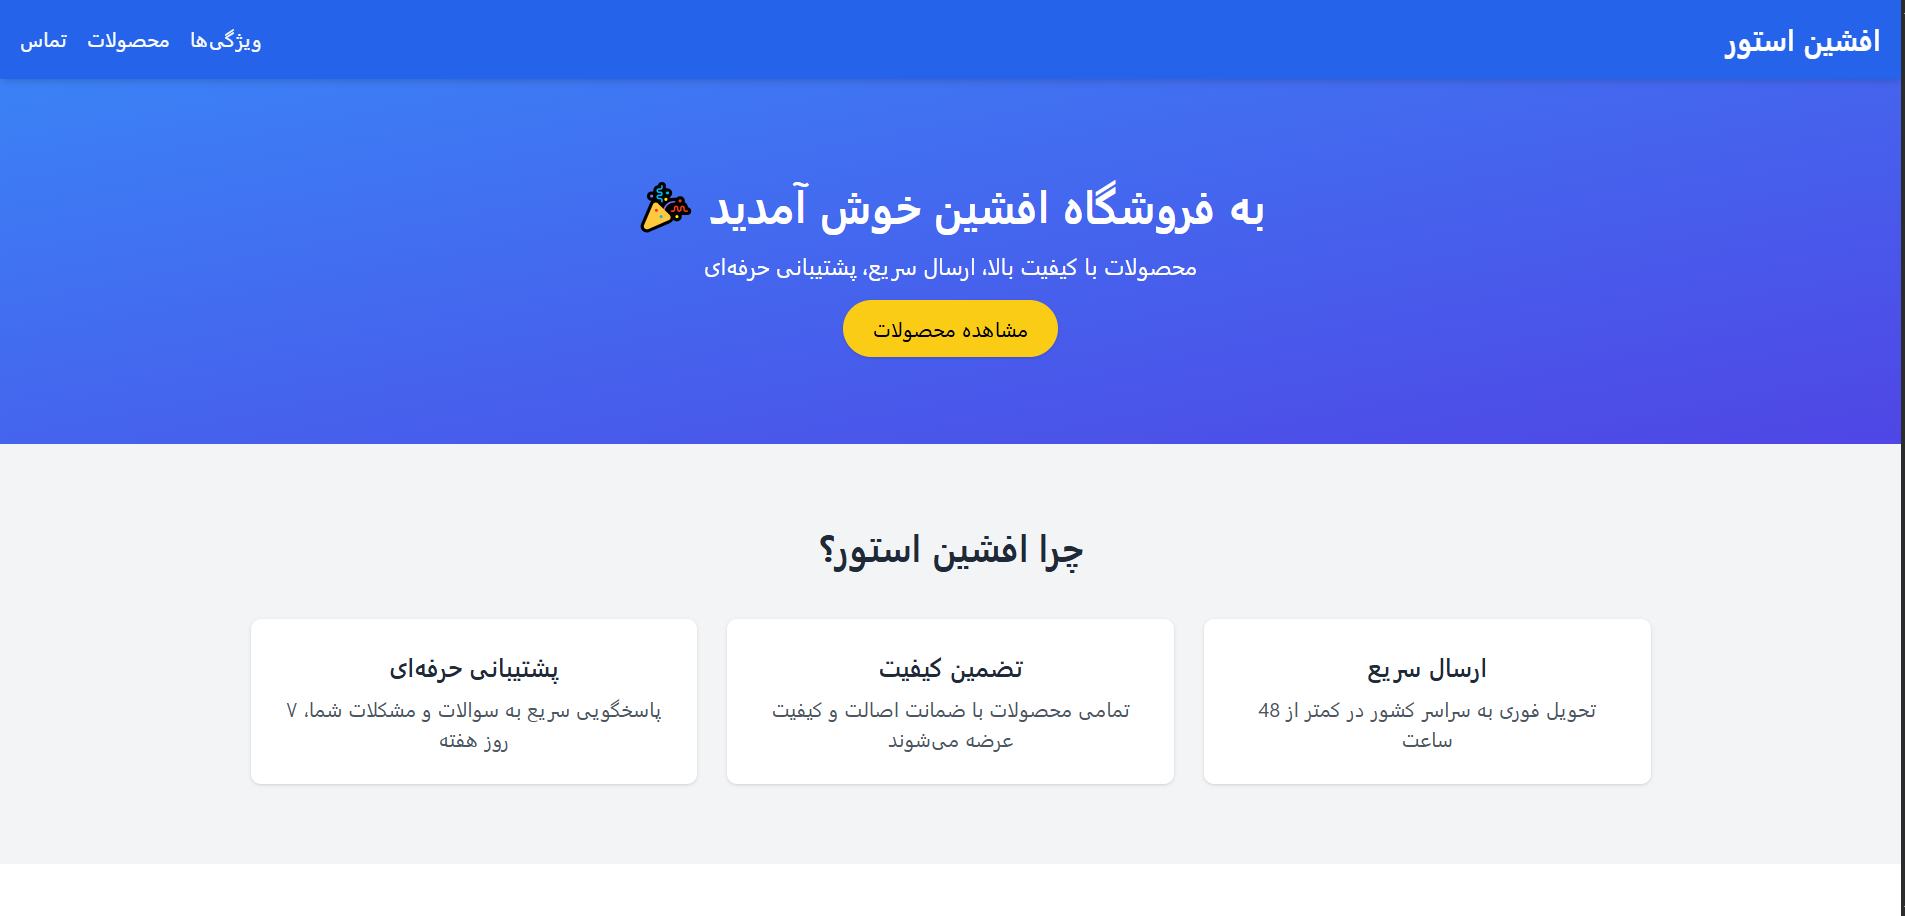 افشین استور
ویژگی‌ها
محصولات
تماس
به فروشگاه افشین خوش آمدید 🎉
محصولات با کیفیت بالا، ارسال سریع، پشتیبانی حرفه‌ای
مشاهده محصولات
چرا افشین استور؟
ارسال سریع
تحویل فوری به سراسر کشور در کمتر از 48
ساعت
تضمین کیفیت
تمامی محصولات با ضمانت اصالت و کیفیت
عرضه می‌شوند
پشتیبانی حرفه‌ای
پاسخگویی سریع به سوالات و مشکلات شما، ۷
روز هفته